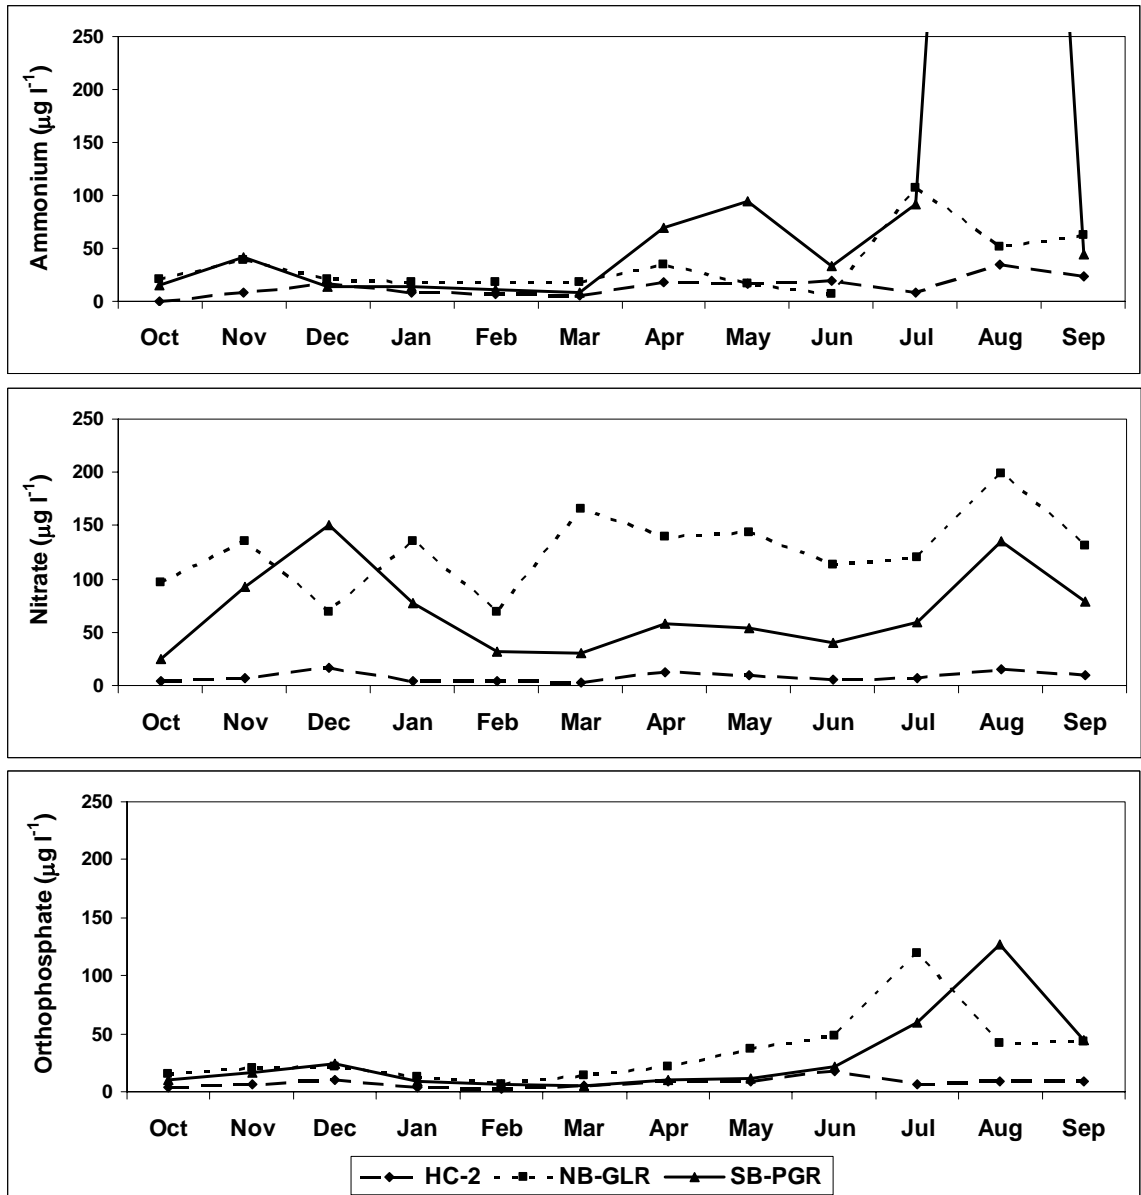 Ammonium (µg l-1)
250
200
150
100
50
0
Oct Nov Dec Jan Feb Mar Apr May Jun Jul Aug Sep
Nitrate (µg l-1)
250
200
150
100
50
0
Oct Nov Dec Jan Feb Mar Apr May Jun Jul Aug Sep
Orthophosphate (µg l-1)
250
200
150
100
50
0
Oct Nov Dec Jan Feb Mar Apr May Jun Jul Aug Sep
HC-2 NB-GLR SB-PGR